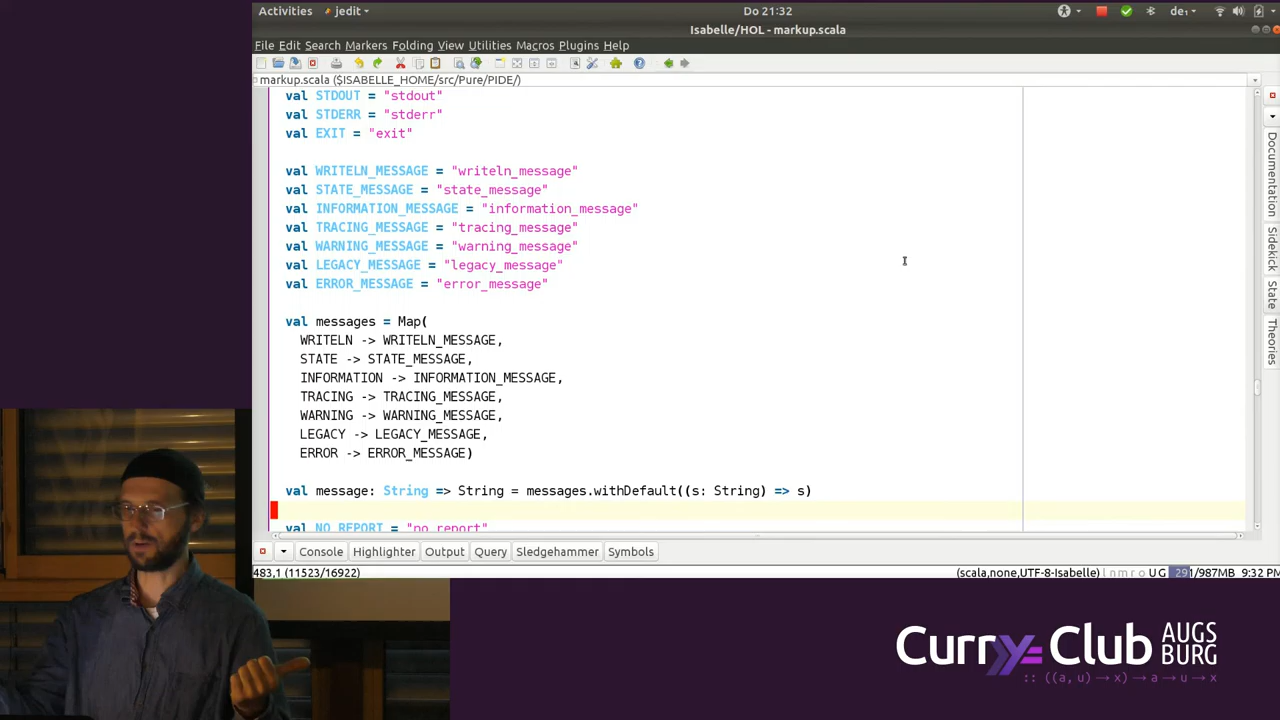 Activities jedit Do 21:32 de₁
Isabelle/HOL - markup.scala
File Edit Search Markers Folding View Utilities Macros Plugins Help
markup.scala ($ISABELLE_HOME/src/Pure/PIDE/)
val STDOUT = "stdout"
val STDERR = "stderr"
val EXIT = "exit"
val WRITELN_MESSAGE = "writeln_message"
val STATE_MESSAGE = "state_message"
val INFORMATION_MESSAGE = "information_message"
val TRACING_MESSAGE = "tracing_message"
val WARNING_MESSAGE = "warning_message"
val LEGACY_MESSAGE = "legacy_message"
val ERROR_MESSAGE = "error_message"
val messages = Map(
WRITELN -> WRITELN_MESSAGE,
STATE -> STATE_MESSAGE,
INFORMATION -> INFORMATION_MESSAGE,
TRACING -> TRACING_MESSAGE,
WARNING -> WARNING_MESSAGE,
LEGACY -> LEGACY_MESSAGE,
ERROR -> ERROR_MESSAGE)
val message: String => String = messages.withDefault((s: String) => s)
val NO_REPORT = "no_report"
Documentation
Sidekick
State
Theories
Console Highlighter Output Query Sledgehammer Symbols
483,1 (11523/16922) (scala,none,UTF-8-Isabelle) l n m r o U G 291/987MB 9:32 PM
Curry Club AUGS
BURG
:: ((a, u) → x) → a → u → x